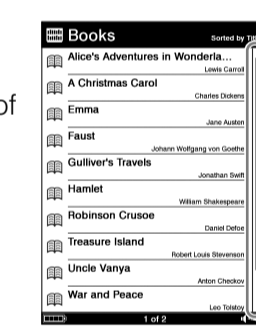 of
Books
Sorted by Tit
Alice's Adventures in Wonderla...
Lewis Carroll
A Christmas Carol
Charles Dickens
Emma
Jane Austen
Faust
Johann Wolfgang von Goethe
Gulliver's Travels
Jonathan Swift
Hamlet
William Shakespeare
Robinson Crusoe
Daniel Defoe
Treasure Island
Robert Louis Stevenson
Uncle Vanya
Anton Checkov
War and Peace
Leo Tolstoy
1 of 2